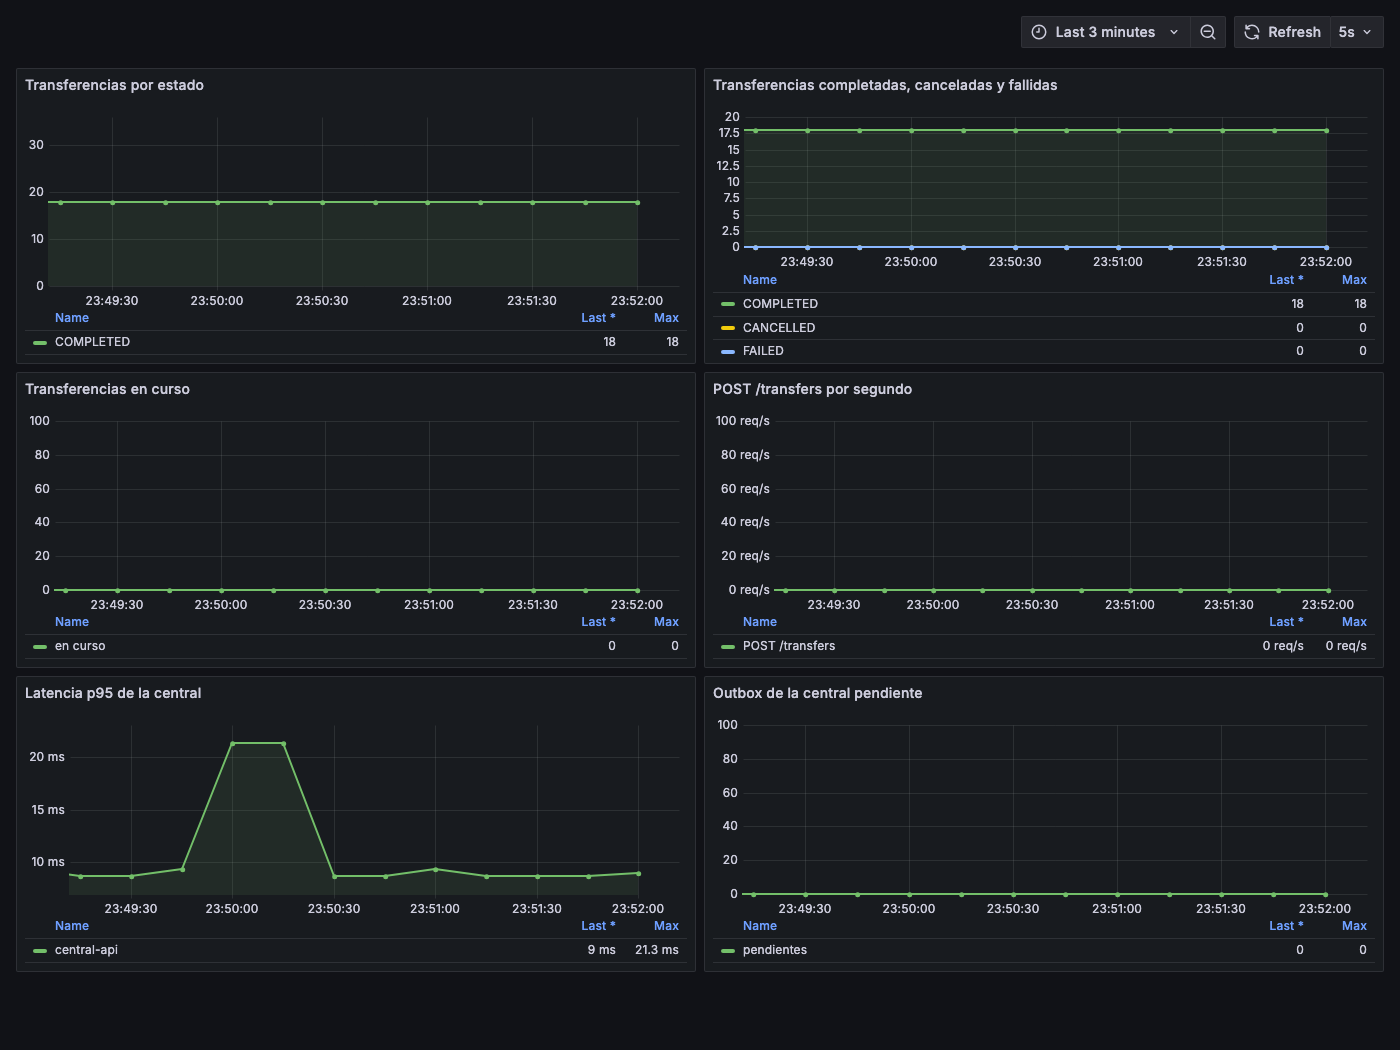 Last 3 minutes
Refresh
5s
Transferencias por estado
30
20
10
0
23:49:30 23:50:00 23:50:30 23:51:00 23:51:30 23:52:00
Name Last * Max
COMPLETED 18 18
Transferencias completadas, canceladas y fallidas
20
17.5
15
12.5
10
7.5
5
2.5
0
23:49:30 23:50:00 23:50:30 23:51:00 23:51:30 23:52:00
Name Last * Max
COMPLETED 18 18
CANCELLED 0 0
FAILED 0 0
Transferencias en curso
100
80
60
40
20
0
23:49:30 23:50:00 23:50:30 23:51:00 23:51:30 23:52:00
Name Last * Max
en curso 0 0
POST /transfers por segundo
100 req/s
80 req/s
60 req/s
40 req/s
20 req/s
0 req/s
23:49:30 23:50:00 23:50:30 23:51:00 23:51:30 23:52:00
Name Last * Max
POST /transfers 0 req/s 0 req/s
Latencia p95 de la central
20 ms
15 ms
10 ms
23:49:30 23:50:00 23:50:30 23:51:00 23:51:30 23:52:00
Name Last * Max
central-api 9 ms 21.3 ms
Outbox de la central pendiente
100
80
60
40
20
0
23:49:30 23:50:00 23:50:30 23:51:00 23:51:30 23:52:00
Name Last * Max
pendientes 0 0